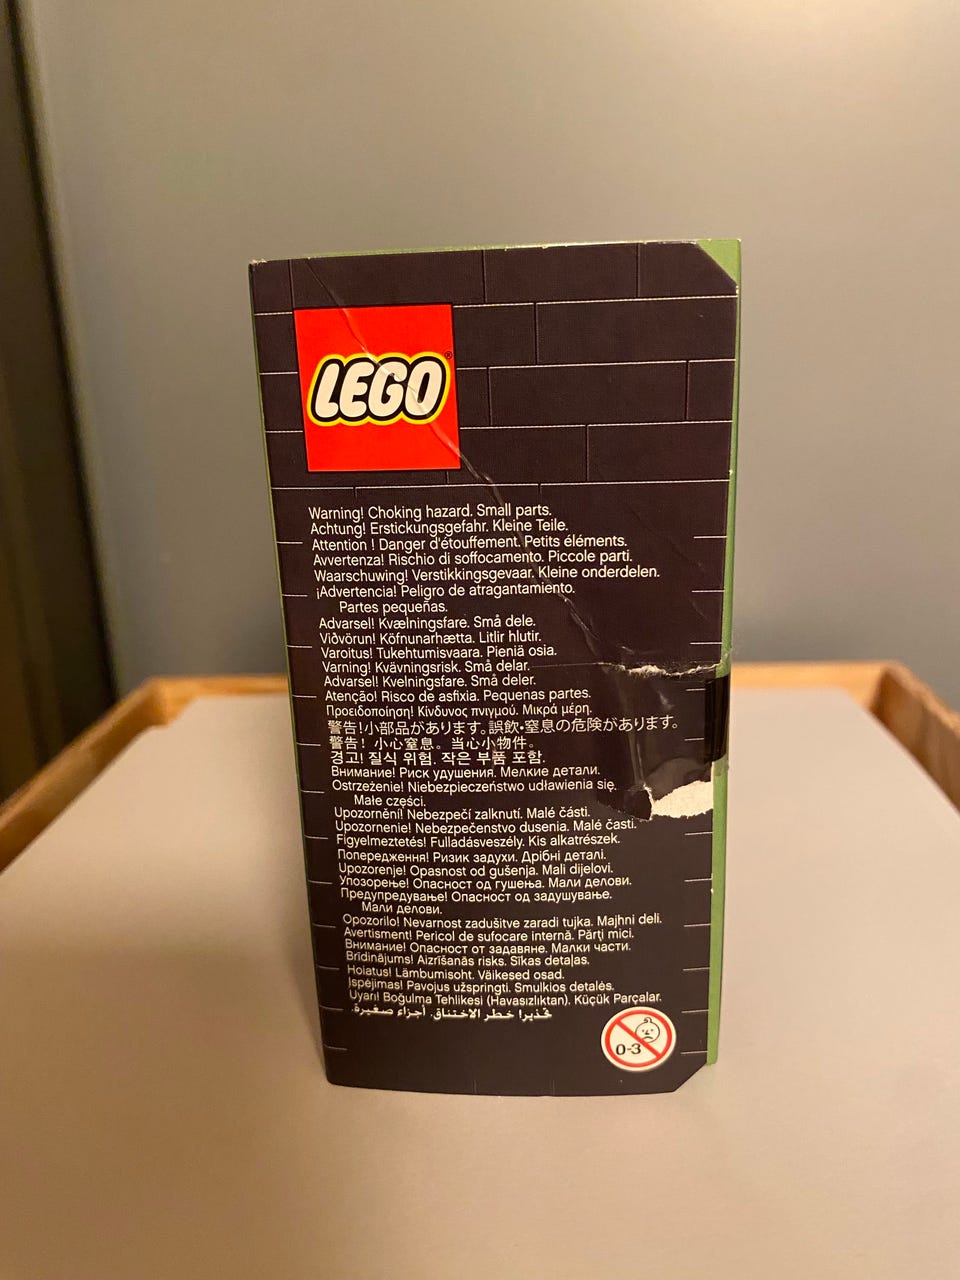 LEGO®
Warning! Choking hazard. Small parts.
Achtung! Erstickungsgefahr. Kleine Teile.
Attention ! Danger d'étouffement. Petits éléments.
Avvertenza! Rischio di soffocamento. Piccole parti.
Waarschuwing! Verstikkingsgevaar. Kleine onderdelen.
¡Advertencia! Peligro de atragantamiento.
Partes pequeñas.
Advarsel! Kvælningsfare. Små dele.
Viðvörun! Köfnunarhætta. Litlir hlutir.
Varoitus! Tukehtumisvaara. Pieniä osia.
Varning! Kvävningsrisk. Små delar.
Advarsel! Kvelningsfare. Små deler.
Atenção! Risco de asfixia. Pequenas partes.
Προειδοποίηση! Κίνδυνος πνιγμού. Μικρά μέρη.
警告!小部品があります。誤飲・窒息の危険があります。
警告! 小心窒息。当心小物件。
경고! 질식 위험. 작은 부품 포함.
Внимание! Риск удушения. Мелкие детали.
Ostrzeżenie! Niebezpieczeństwo udławienia się.
Małe części.
Upozornění! Nebezpečí zalknutí. Malé části.
Upozornenie! Nebezpečenstvo dusenia. Malé časti.
Figyelmeztetés! Fulladásveszély. Kis alkatrészek.
Попередження! Ризик задухи. Дрібні деталі.
Upozorenje! Opasnost od gušenja. Mali dijelovi.
Упозорење! Опасност од гушења. Мали делови.
Предупредување! Опасност од задушување.
Мали делови.
Opozorilo! Nevarnost zadušitve zaradi tujka. Majhni deli.
Avertisment! Pericol de sufocare internă. Părţi mici.
Внимание! Опасност от задавяне. Малки части.
Brīdinājums! Aizrīšanās risks. Sīkas detaļas.
Hoiatus! Lämbumisoht. Väikesed osad.
Įspėjimas! Pavojus užspringti. Smulkios detalės.
Uyarı! Boğulma Tehlikesi (Havasızlıktan). Küçük Parçalar.
تحذير! خطر الاختناق. أجزاء صغيرة.
0-3